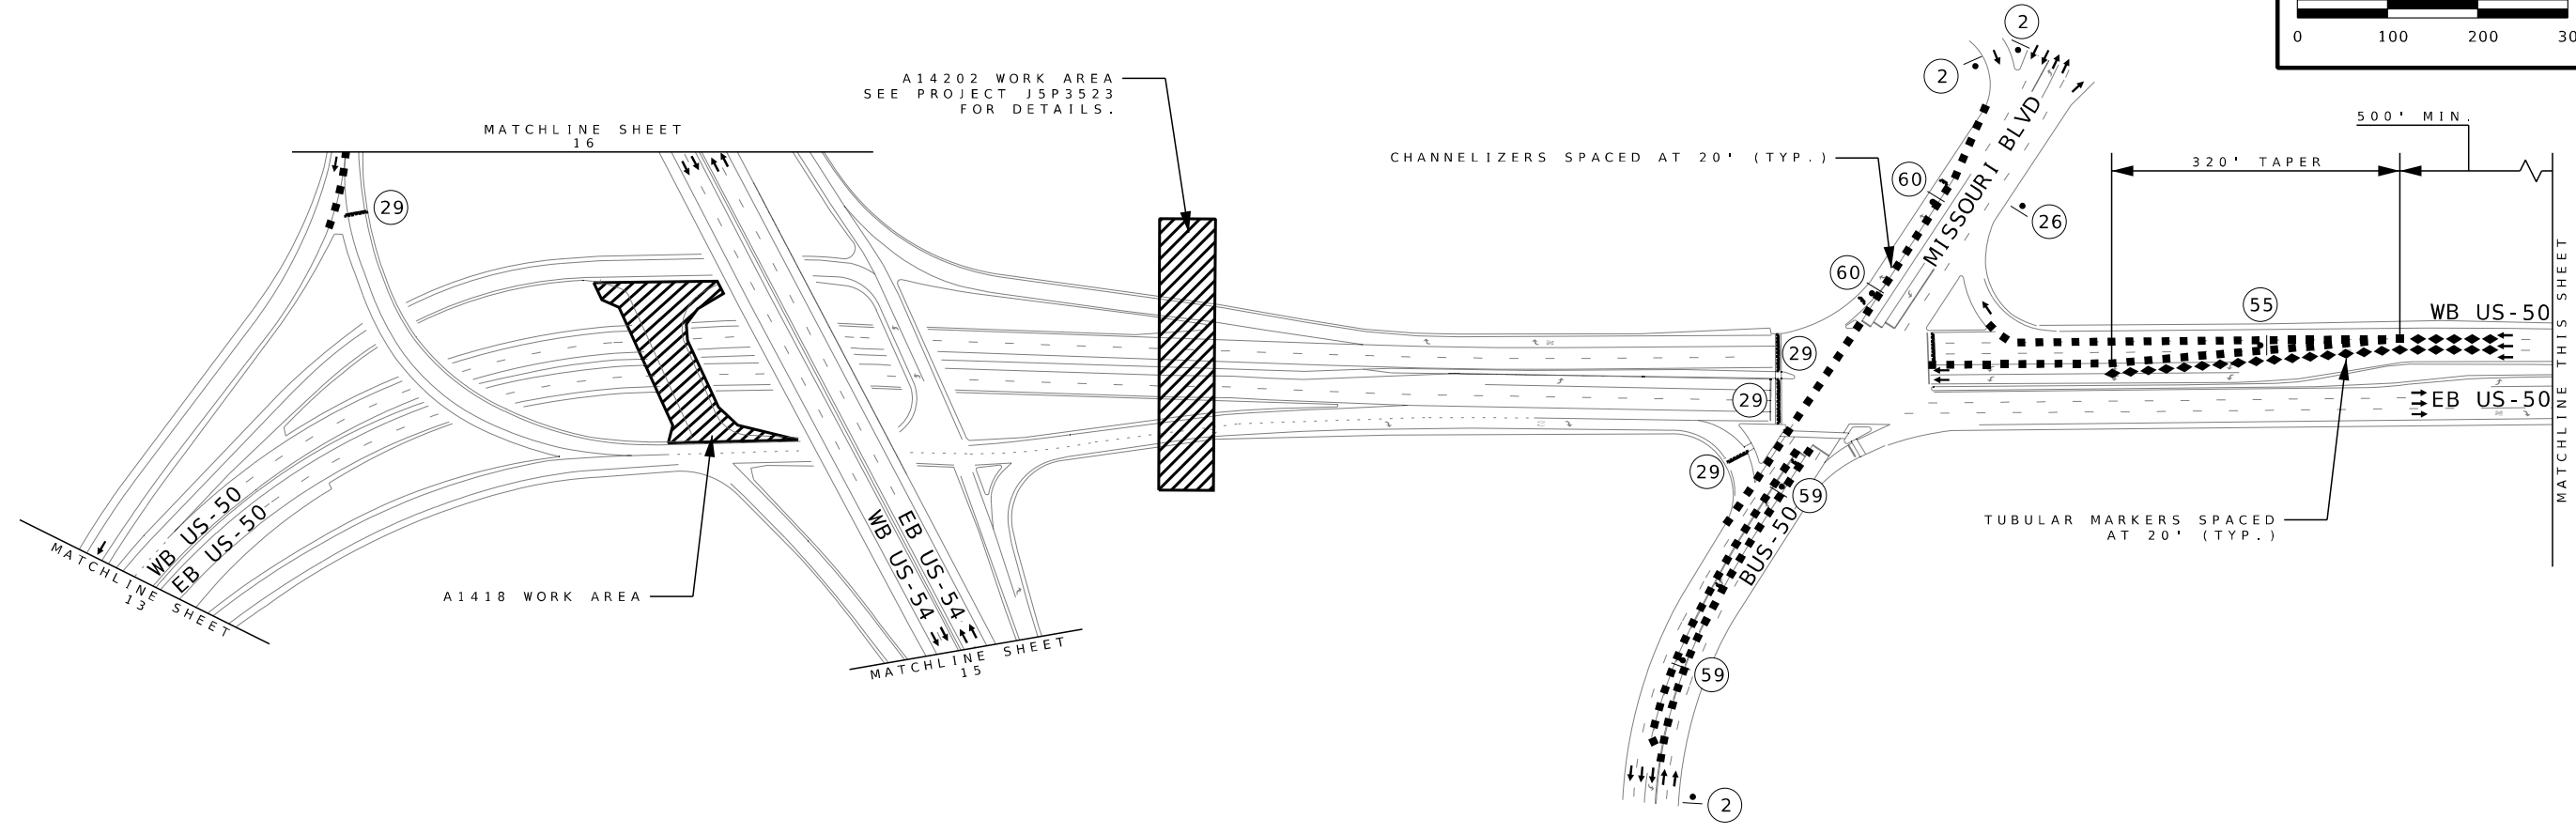 2
0 100 200
A14202 WORK AREA
SEE PROJECT J5P3523
FOR DETAILS.
2
500' MIN.
MATCHLINE SHEET
16
CHANNELIZERS SPACED AT 20' (TYP.)
320' TAPER
MISSOURI BLVD
60
29
26
60
55
WB US-50
29
29
EB US-50
MATCHLINE THIS SHEET
29
59
BUS-50
TUBULAR MARKERS SPACED
AT 20' (TYP.)
WB US-50
EB US-50
WB US-54
EB US-54
MATCHLINE SHEET
13
A1418 WORK AREA
MATCHLINE SHEET
15
59
2